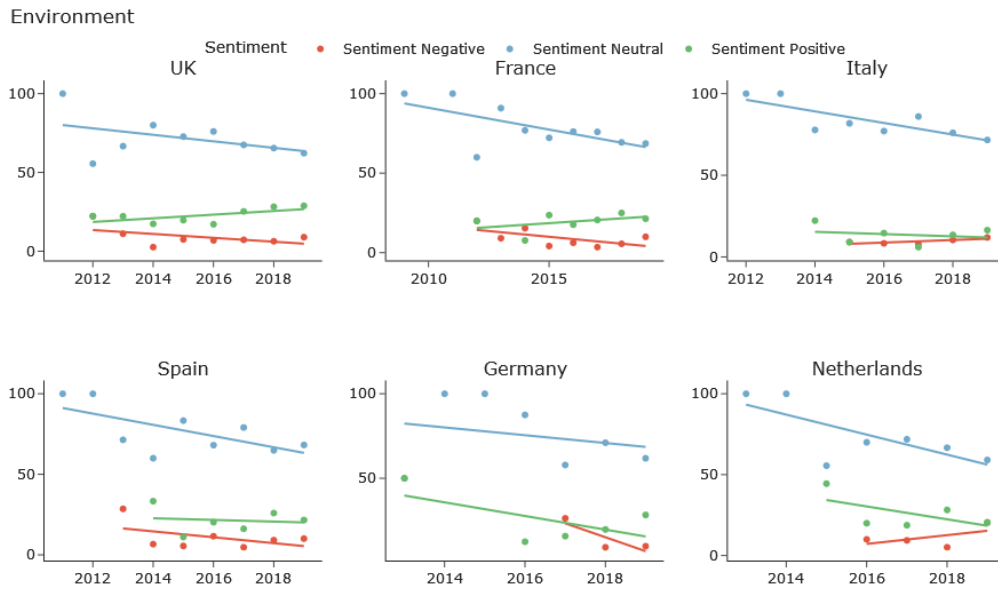 Environment
Sentiment Sentiment Negative Sentiment Neutral Sentiment Positive
UK France Italy
100 100 100
50 50 50
0 0 0
2012 2014 2016 2018 2010 2015 2012 2014 2016 2018
Spain Germany Netherlands
100 100 100
50 50 50
0 0
2012 2014 2016 2018 2014 2016 2018 2014 2016 2018